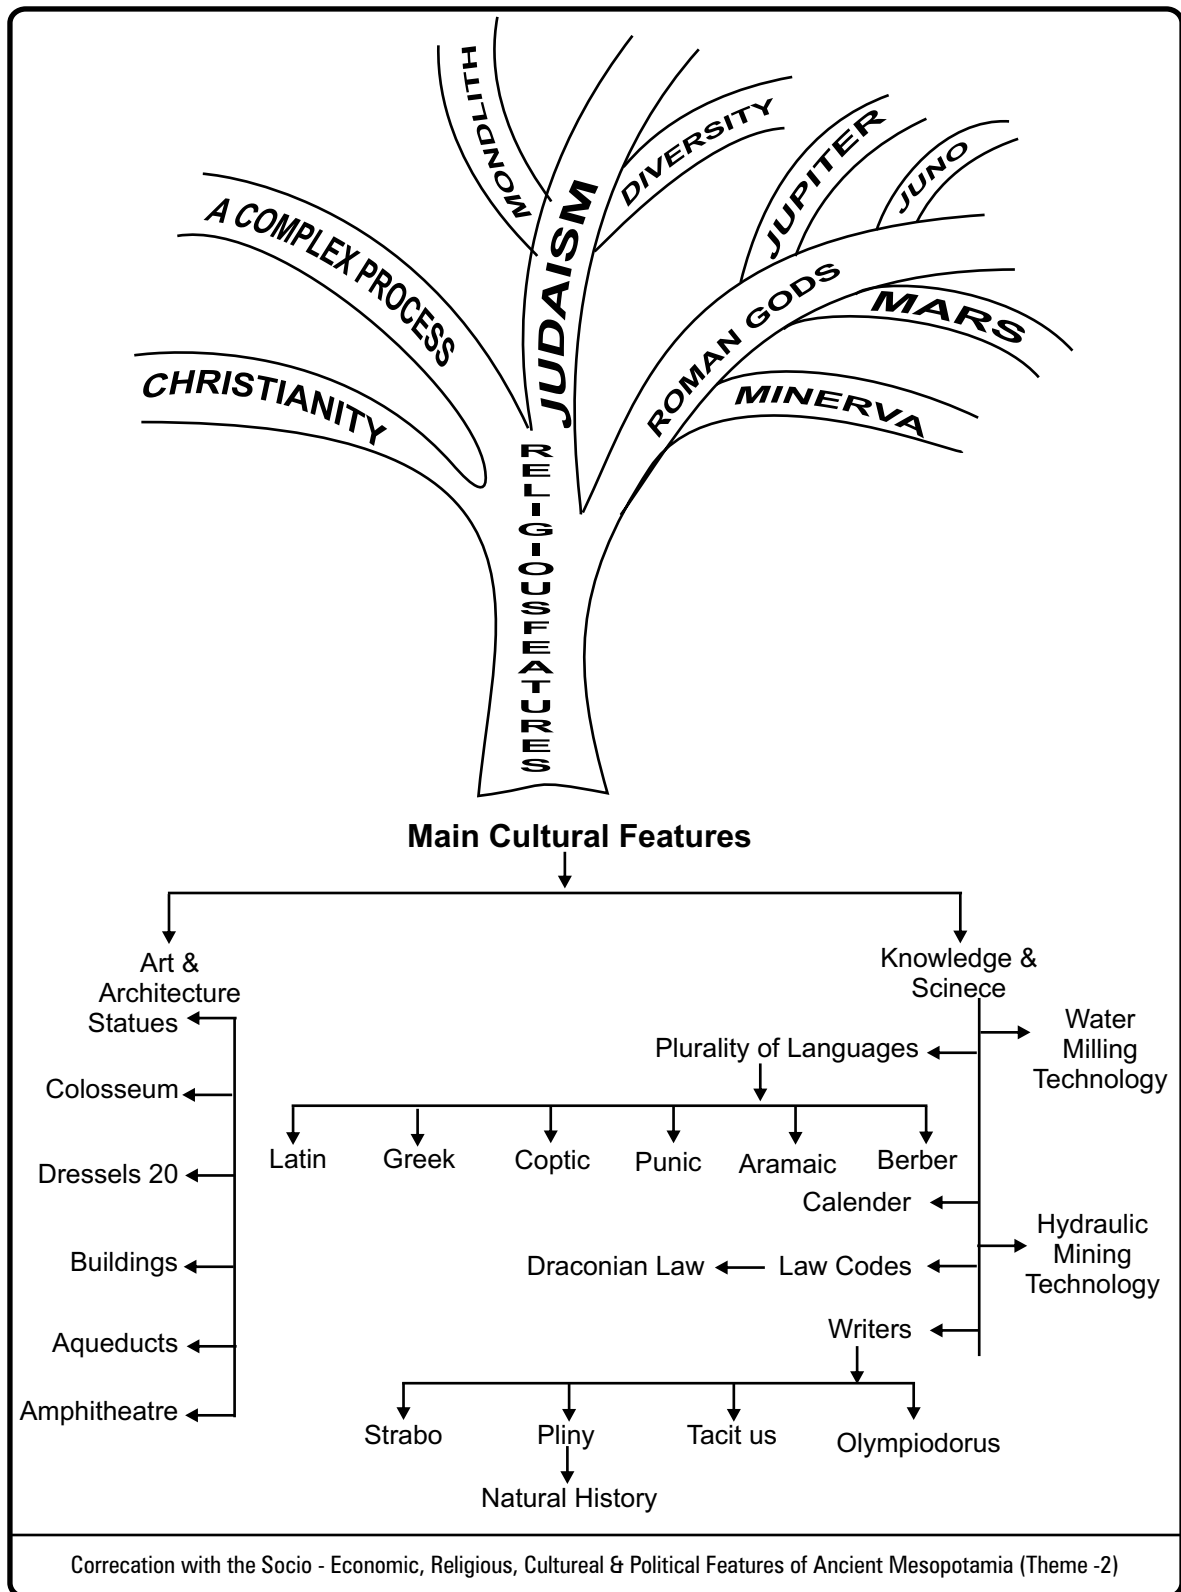 MONDLITH
JUDAISM
DIVERSITY
JUPITER
JUNO
A COMPLEX PROCESS
ROMAN GODS
MARS
CHRISTIANITY
MINERVA
RELIGIOUSFEATURES
Main Cultural Features
Art &
Architecture
Statues
Colosseum
Dressels 20
Buildings
Aqueducts
Amphitheatre
Knowledge &
Scinece
Water
Milling
Technology
Plurality of Languages
Latin
Greek
Coptic
Punic
Aramaic
Berber
Calender
Hydraulic
Mining
Technology
Draconian Law
Law Codes
Writers
Strabo
Pliny
Tacit us
Olympiodorus
Natural History
Correcation with the Socio - Economic, Religious, Cultureal & Political Features of Ancient Mesopotamia (Theme -2)